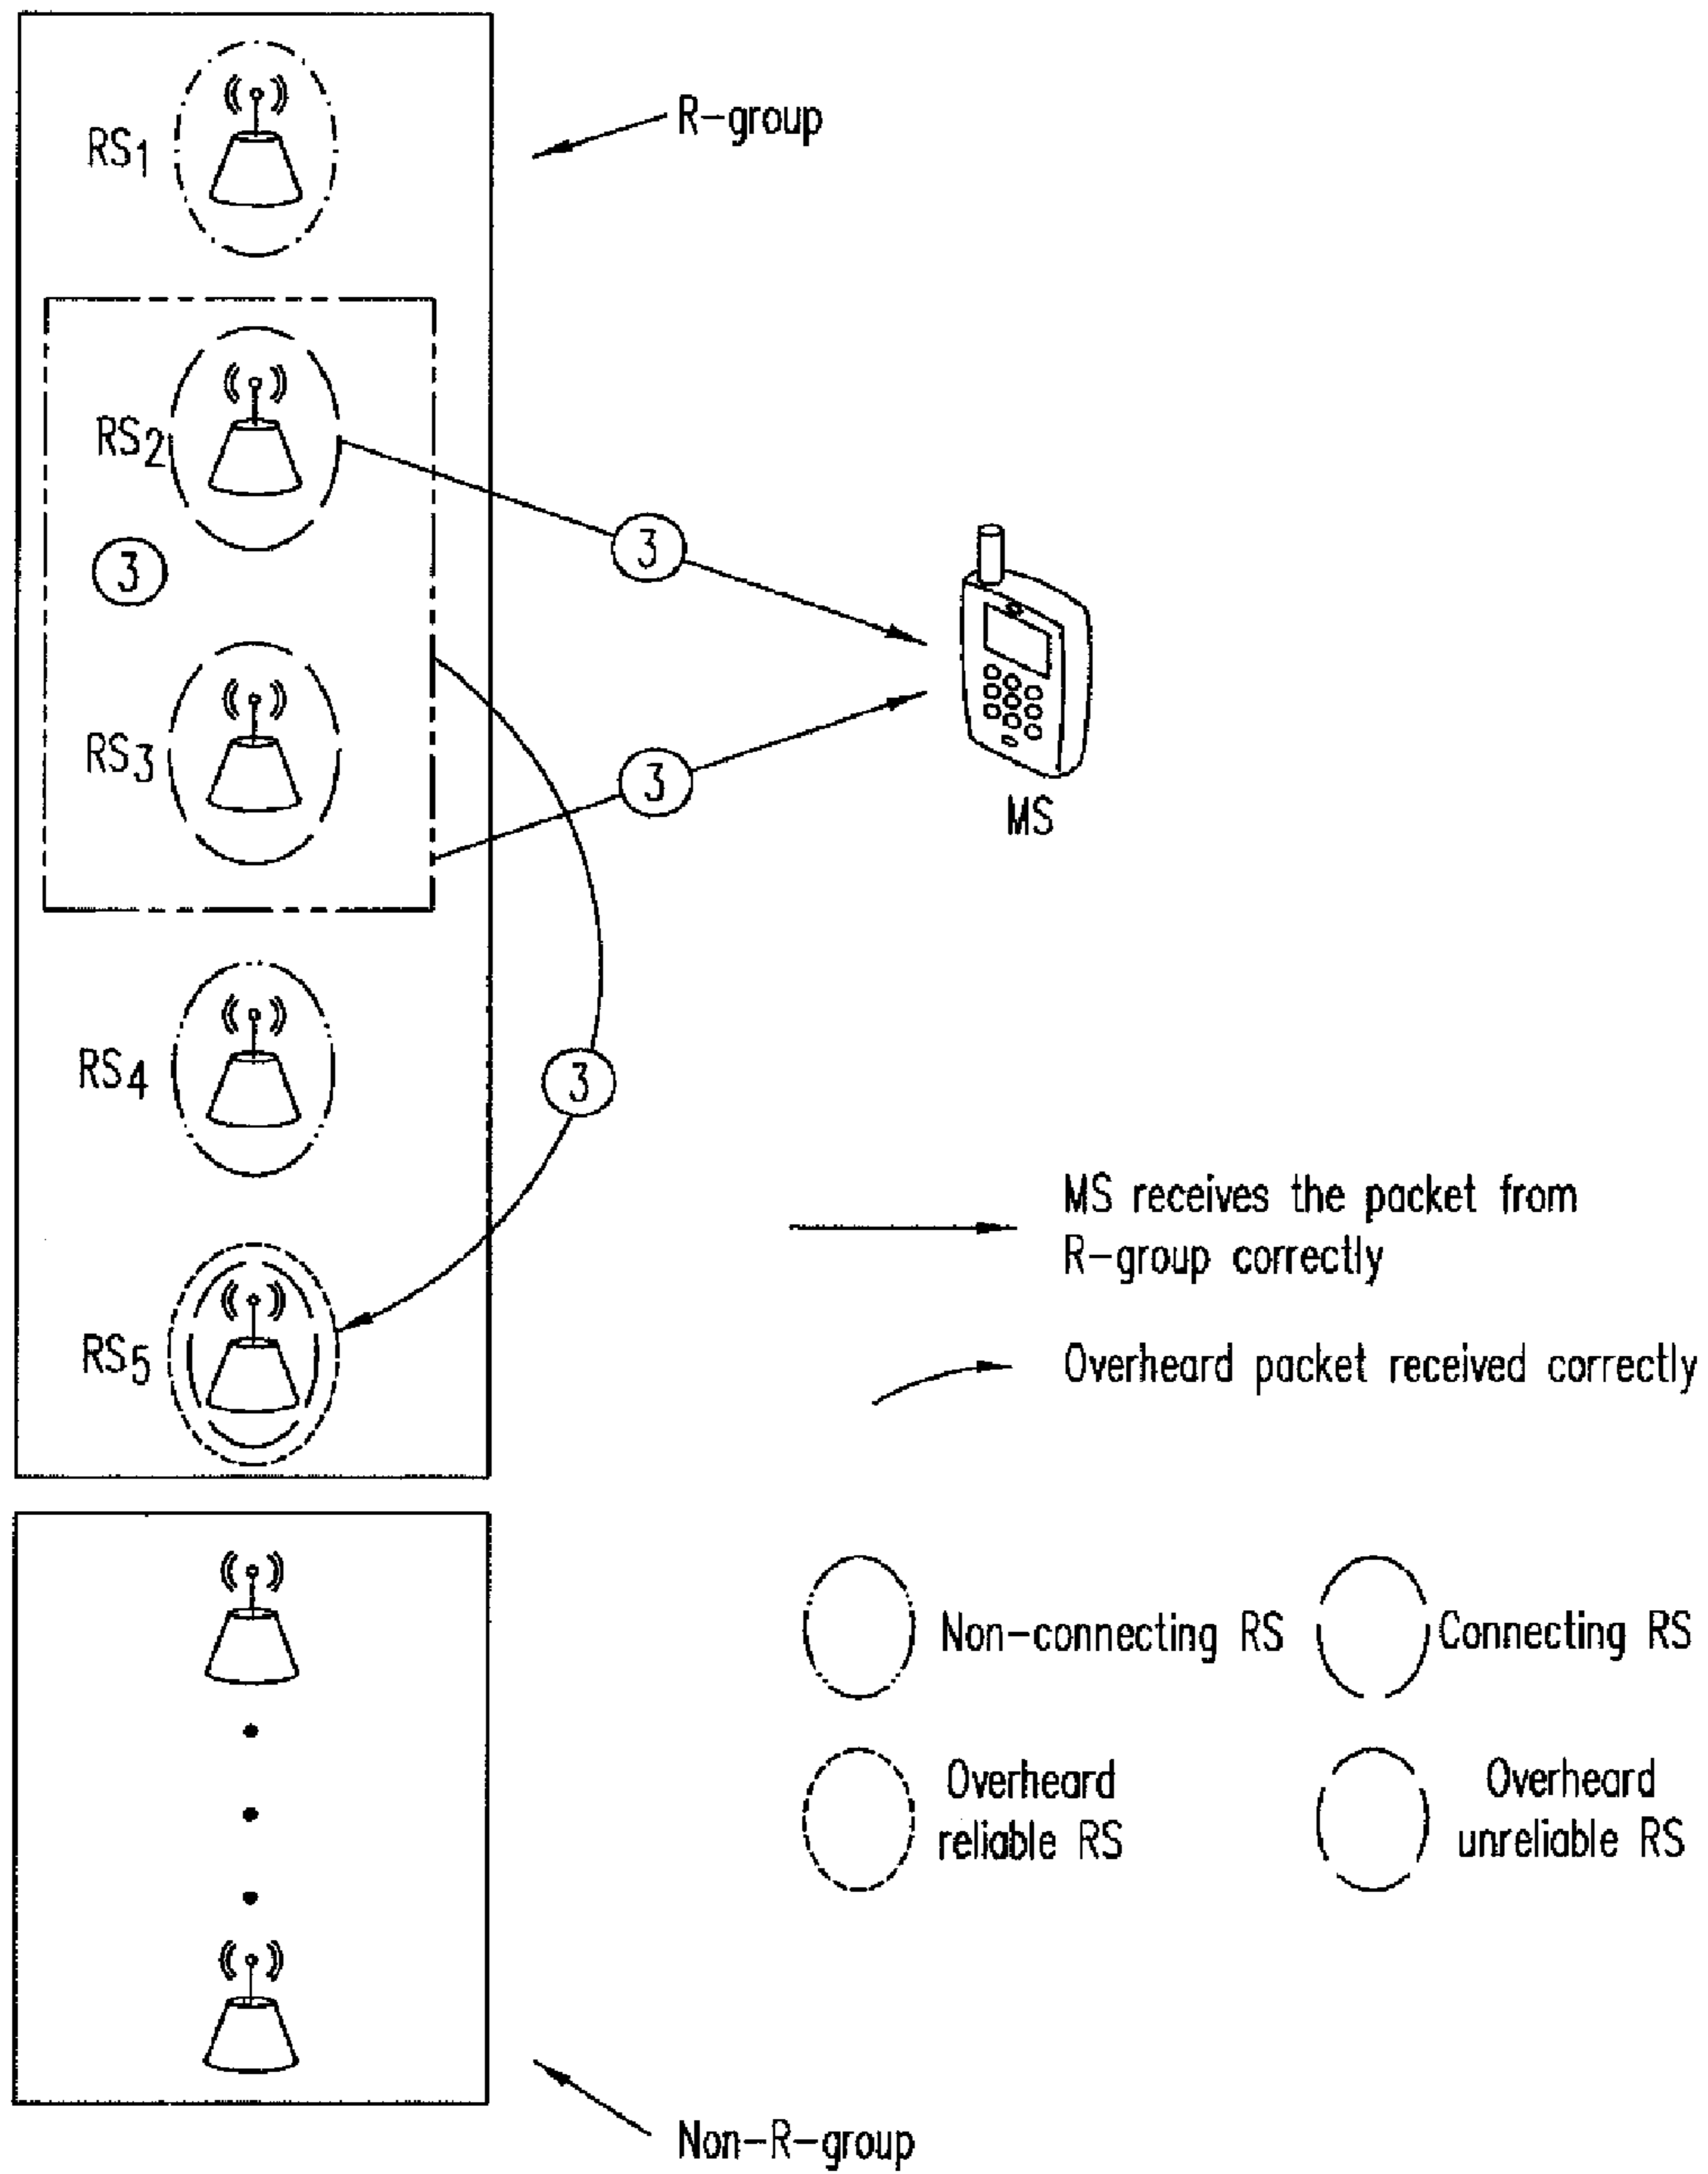 R-group
RS1
RS2
3
3
RS3
3
MS
RS4
3
MS receives the packet from
R-group correctly
RS5
Overheard packet received correctly
Non-connecting RS
Connecting RS
Overheard
reliable RS
Overheard
unreliable RS
Non-R-group